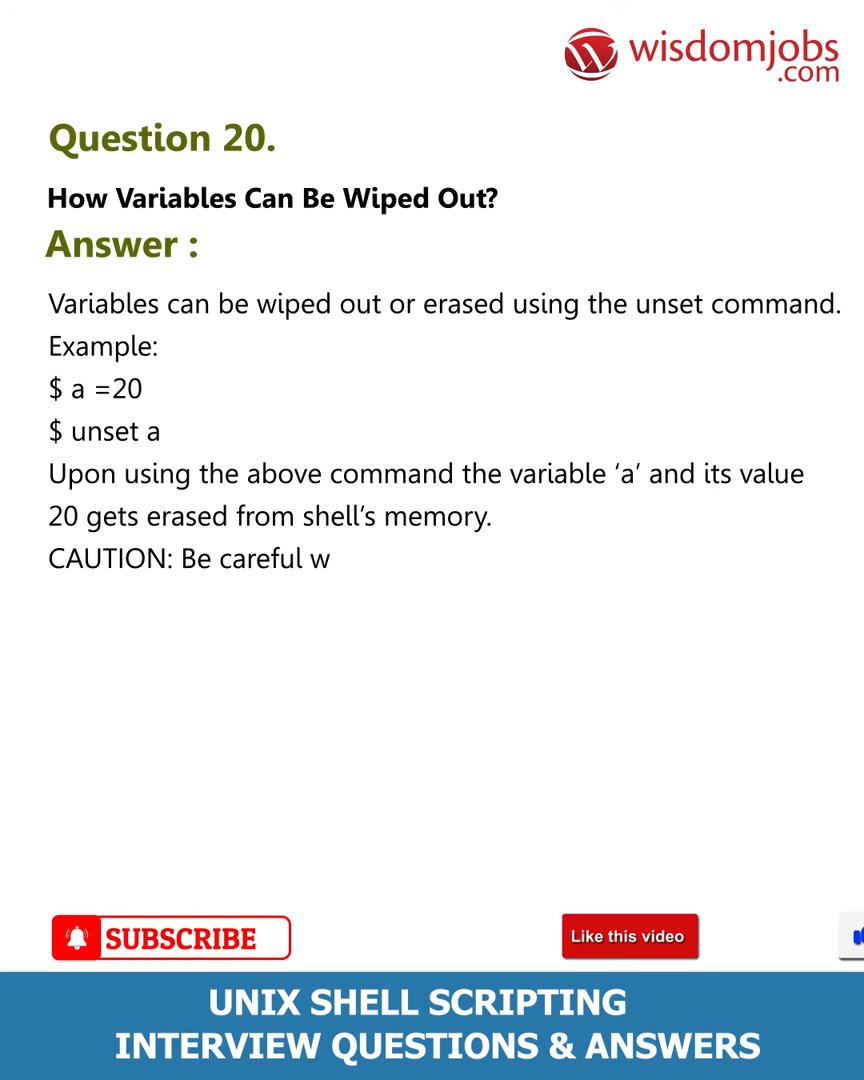 wisdomjobs
.com
Question 20.
How Variables Can Be Wiped Out?
Answer :
Variables can be wiped out or erased using the unset command.
Example:
$ a =20
$ unset a
Upon using the above command the variable ‘a’ and its value
20 gets erased from shell’s memory.
CAUTION: Be careful w
SUBSCRIBE
Like this video
UNIX SHELL SCRIPTING
INTERVIEW QUESTIONS & ANSWERS